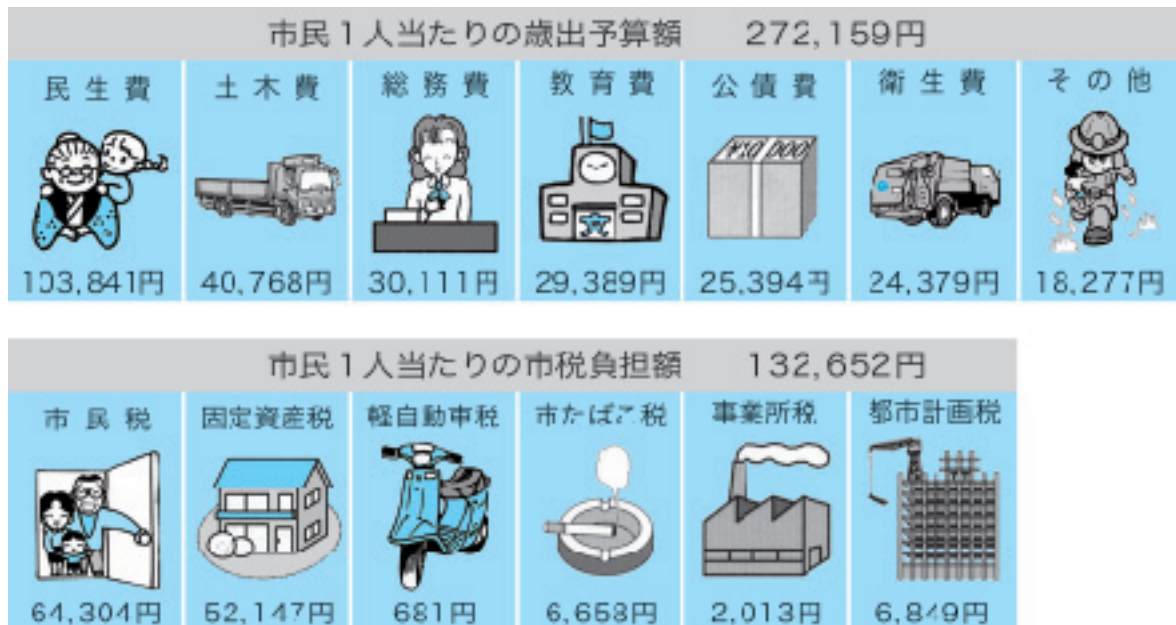 市民１人当たりの歳出予算額　272,159円
民生費　土木費　総務費　教育費　公債費　衛生費　その他
¥10,000
103,841円　40,768円　30,111円　29,389円　25,394円　24,379円　18,277円
市民１人当たりの市税負担額　132,652円
市民税　固定資産税　軽自動車税　市たばこ税　事業所税　都市計画税
64,304円　52,147円　681円　6,658円　2,013円　6,849円